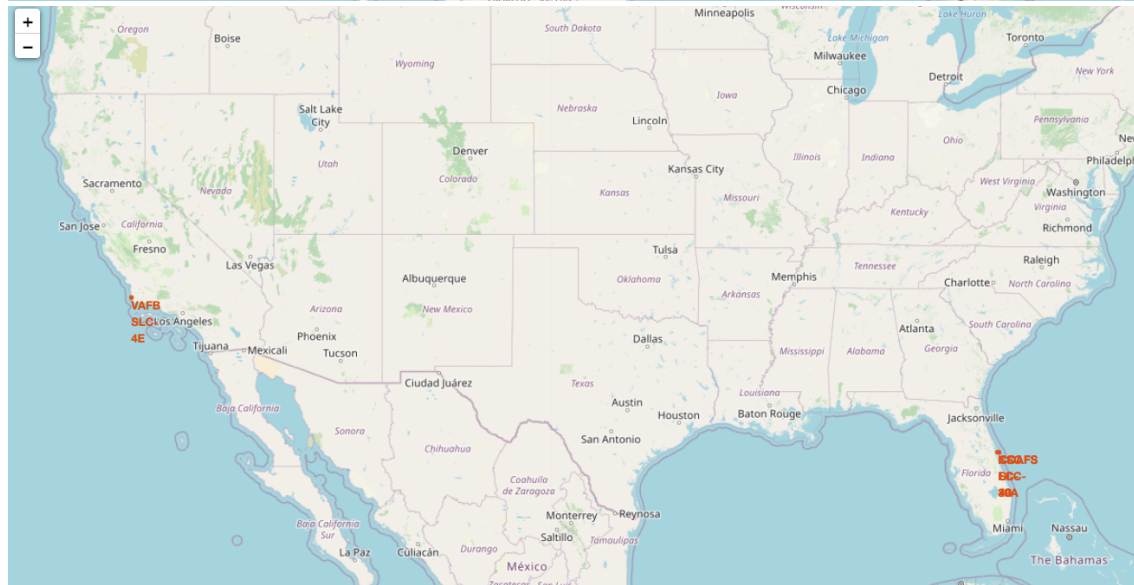 +
−
Oregon
Boise
South Dakota
Minneapolis
Wisconsin
Lake Huron
Toronto
Lake Michigan
Milwaukee
Wyoming
Detroit
New York
Chicago
Iowa
Nebraska
Salt Lake
City
Lincoln
Pennsylvania
Ohio
Denver
Utah
Illinois
Indiana
Colorado
Kansas City
Sacramento
Nevada
Kansas
Missouri
West Virginia
Washington
Kentucky
Virginia
San Jose
California
Richmond
Fresno
Las Vegas
Tulsa
Raleigh
Albuquerque
Oklahoma
Memphis
Tennessee
Charlotte
North Carolina
VAFB
SLC-
4E
Los Angeles
Arizona
New Mexico
Arkansas
Atlanta
South Carolina
Phoenix
Tijuana
Mexicali
Tucson
Dallas
Mississippi
Alabama
Georgia
Ciudad Juárez
Texas
Louisiana
Baja California
Austin
Houston
Baton Rouge
Jacksonville
Sonora
San Antonio
Chihuahua
Florida
Coahuila
de Zaragoza
Baja California
Sur
Monterrey
Reynosa
Miami
Nassau
Saltillo
Tamaulipas
La Paz
Culiacán
Durango
The Bahamas
México